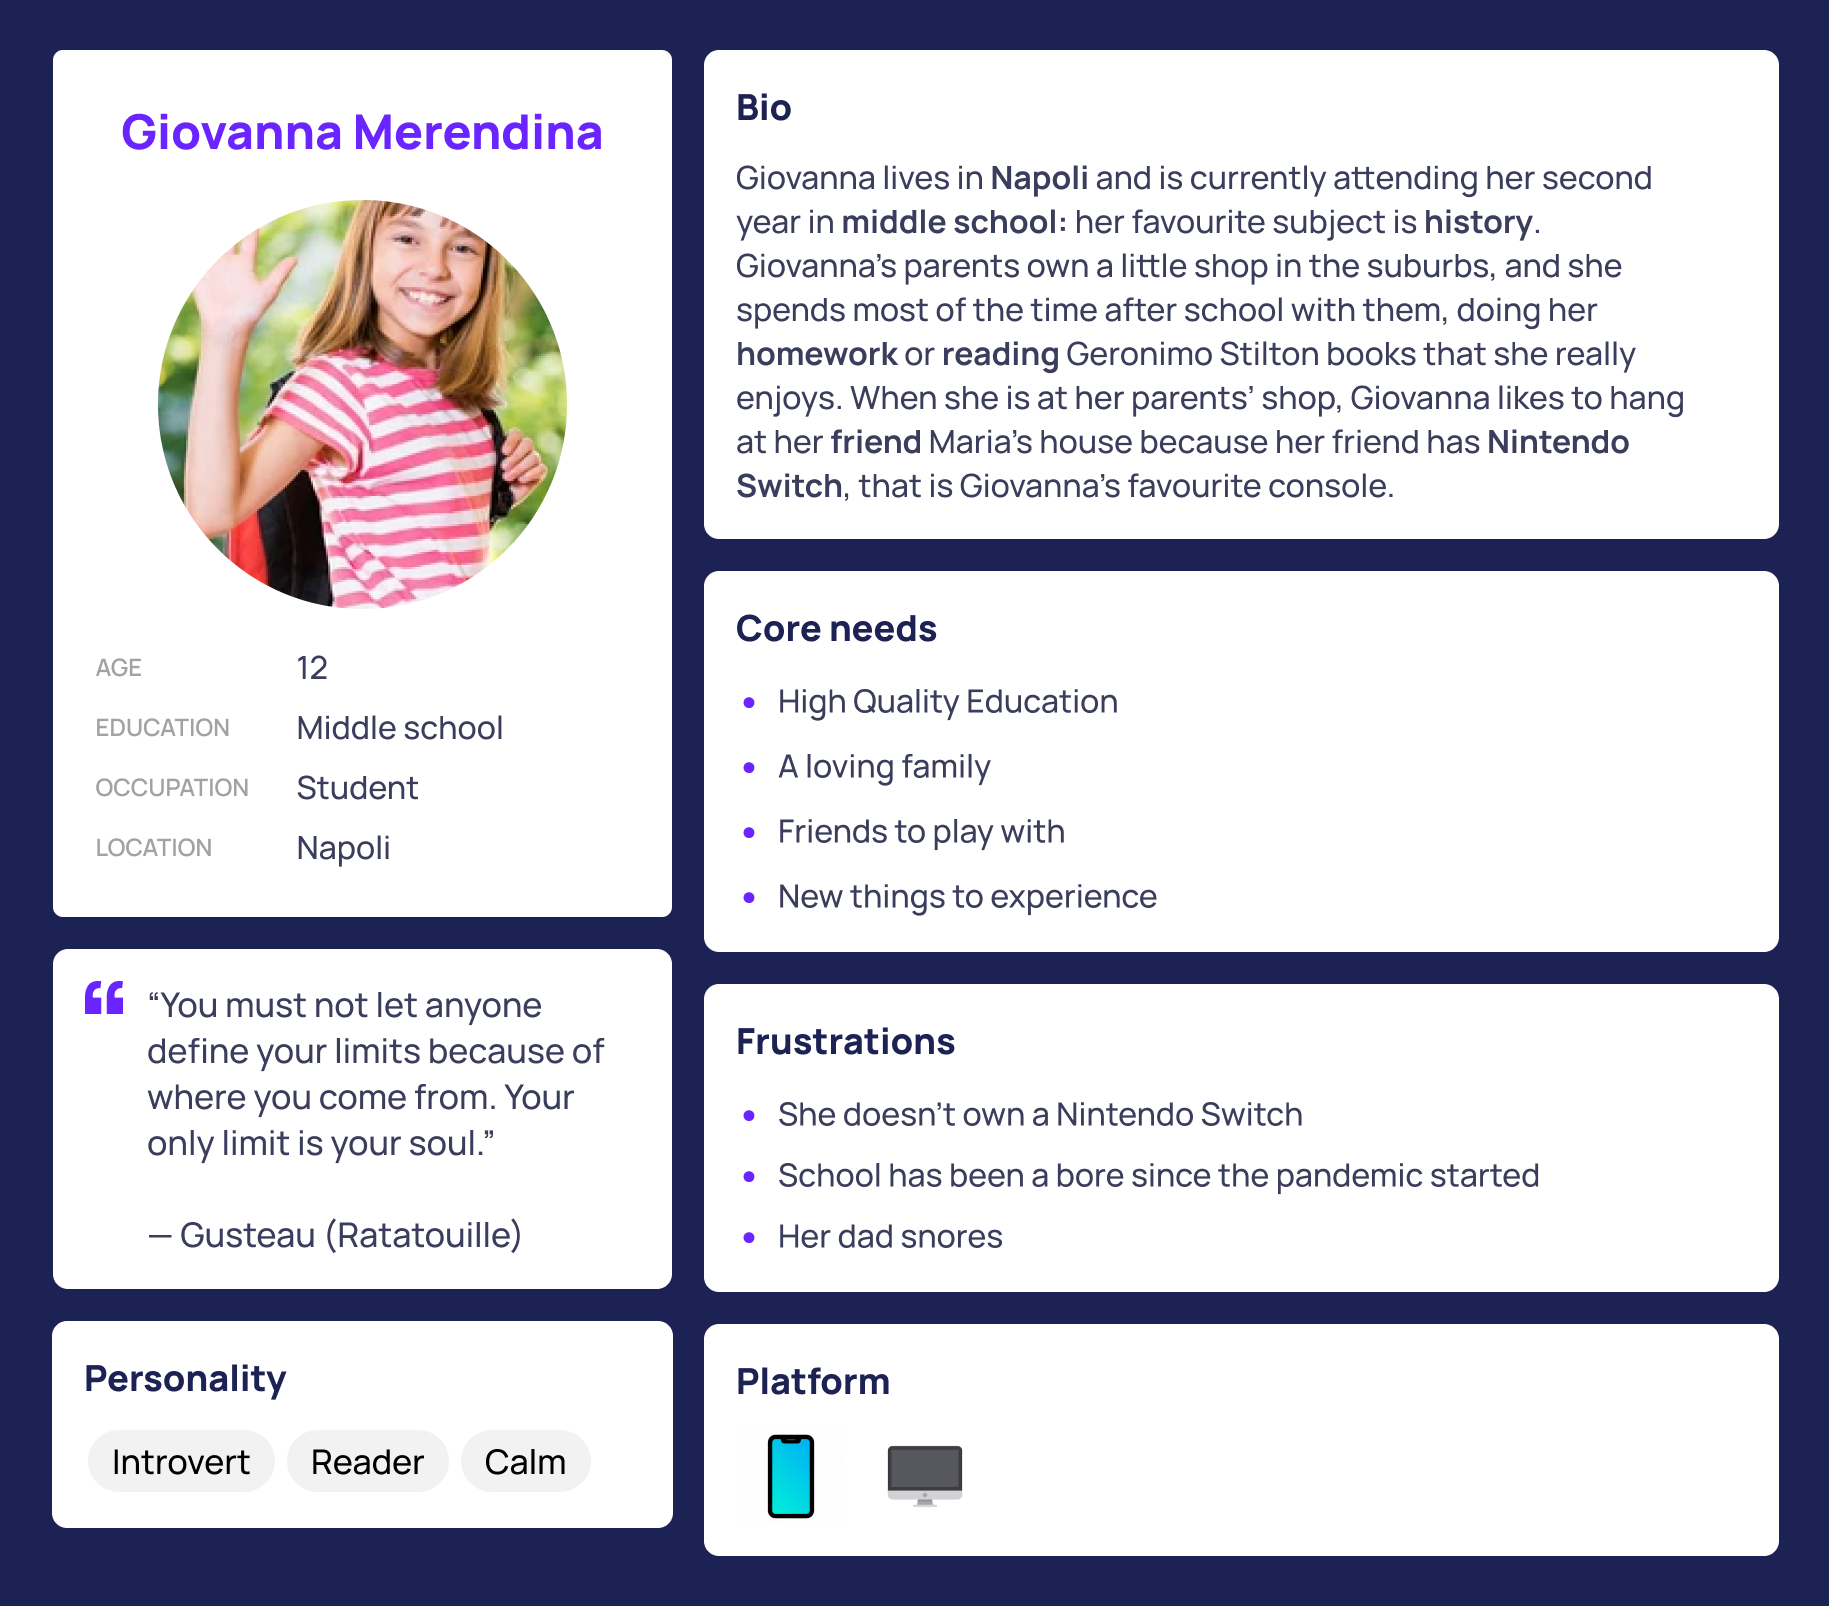 Giovanna Merendina
AGE 12
EDUCATION Middle school
OCCUPATION Student
LOCATION Napoli
“You must not let anyone
define your limits because of
where you come from. Your
only limit is your soul.”
— Gusteau (Ratatouille)
Personality
Introvert Reader Calm
Bio
Giovanna lives in Napoli and is currently attending her second
year in middle school: her favourite subject is history.
Giovanna’s parents own a little shop in the suburbs, and she
spends most of the time after school with them, doing her
homework or reading Geronimo Stilton books that she really
enjoys. When she is at her parents’ shop, Giovanna likes to hang
at her friend Maria’s house because her friend has Nintendo
Switch, that is Giovanna’s favourite console.
Core needs
• High Quality Education
• A loving family
• Friends to play with
• New things to experience
Frustrations
• She doesn’t own a Nintendo Switch
• School has been a bore since the pandemic started
• Her dad snores
Platform